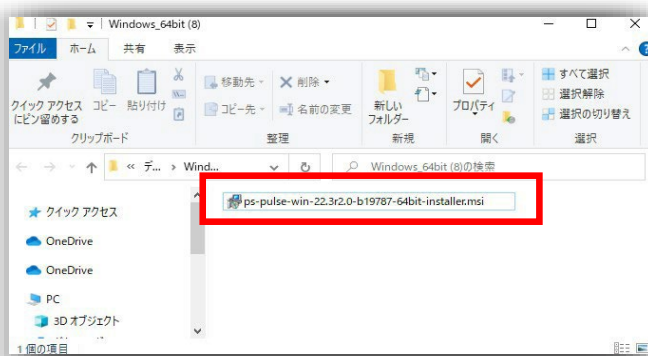 Windows_64bit (8)
ファイル ホーム 共有 表示
クイック アクセス
にピン留めする
コピー
貼り付け
クリップボード
移動先
コピー先
削除
名前の変更
整理
新しい
フォルダー
新規
プロパティ
開く
すべて選択
選択解除
選択の切り替え
選択
« デ... › Wind...
Windows_64bit (8)の検索
クイック アクセス
ps-pulse-win-22.3r2.0-b19787-64bit-installer.msi
OneDrive
OneDrive
PC
3D オブジェクト
1 個の項目